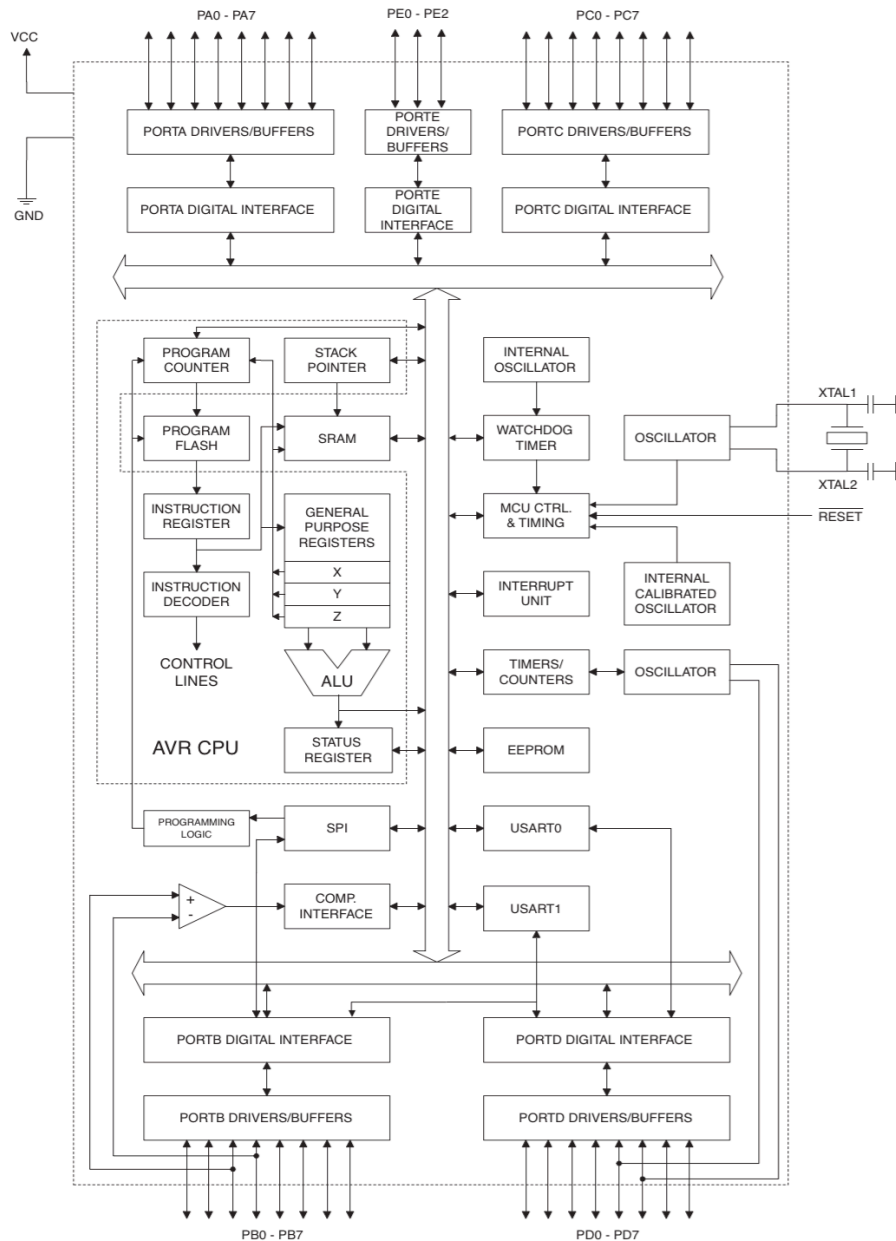 PA0 - PA7
PE0 - PE2
PC0 - PC7
VCC
PORTA DRIVERS/BUFFERS
PORTE
DRIVERS/
BUFFERS
PORTC DRIVERS/BUFFERS
GND
PORTA DIGITAL INTERFACE
PORTE
DIGITAL
INTERFACE
PORTC DIGITAL INTERFACE
PROGRAM
COUNTER
STACK
POINTER
INTERNAL
OSCILLATOR
XTAL1
PROGRAM
FLASH
SRAM
WATCHDOG
TIMER
OSCILLATOR
XTAL2
INSTRUCTION
REGISTER
GENERAL
PURPOSE
REGISTERS
MCU CTRL.
& TIMING
RESET
X
INSTRUCTION
DECODER
Y
Z
INTERRUPT
UNIT
INTERNAL
CALIBRATED
OSCILLATOR
CONTROL
LINES
ALU
TIMERS/
COUNTERS
OSCILLATOR
AVR CPU
STATUS
REGISTER
EEPROM
PROGRAMMING
LOGIC
SPI
USART0
+
-
COMP.
INTERFACE
USART1
PORTB DIGITAL INTERFACE
PORTD DIGITAL INTERFACE
PORTB DRIVERS/BUFFERS
PORTD DRIVERS/BUFFERS
PB0 - PB7
PD0 - PD7